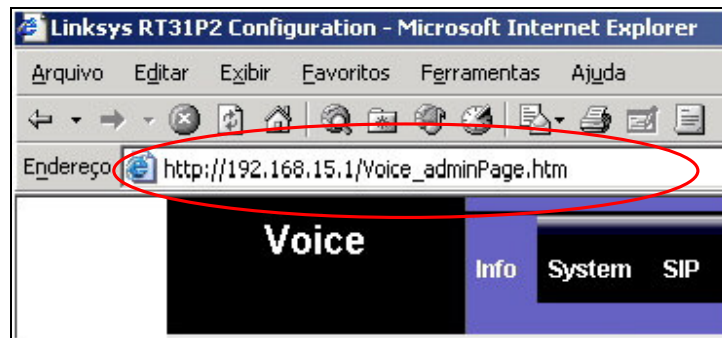 Linksys RT31P2 Configuration - Microsoft Internet Explorer
Arquivo Editar Exibir Favoritos Ferramentas Ajuda
Endereço http://192.168.15.1/Voice_adminPage.htm
Voice
Info System SIP